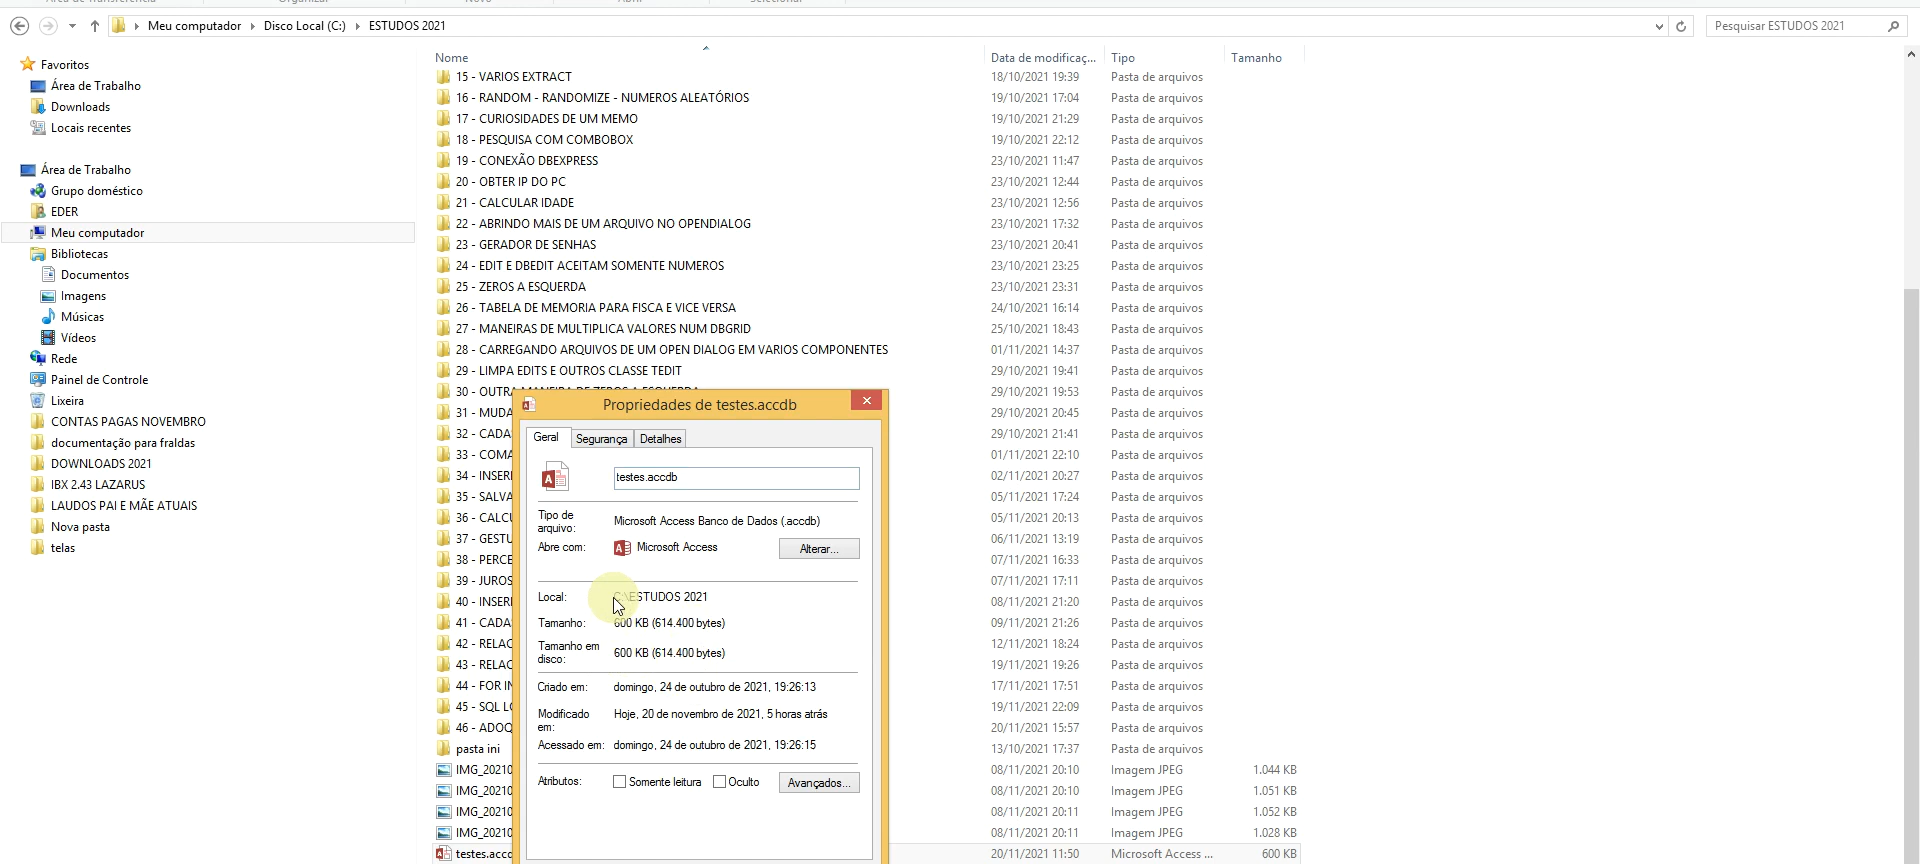 Meu computador Disco Local (C:) ESTUDOS 2021
Pesquisar ESTUDOS 2021
Favoritos
Área de Trabalho
Downloads
Locais recentes
Área de Trabalho
Grupo doméstico
EDER
Meu computador
Bibliotecas
Documentos
Imagens
Músicas
Vídeos
Rede
Painel de Controle
Lixeira
CONTAS PAGAS NOVEMBRO
documentação para fraldas
DOWNLOADS 2021
IBX 2.43 LAZARUS
LAUDOS PAI E MÃE ATUAIS
Nova pasta
telas
Nome Data de modificaç... Tipo Tamanho
15 - VARIOS EXTRACT 18/10/2021 19:39 Pasta de arquivos
16 - RANDOM - RANDOMIZE - NUMEROS ALEATÓRIOS 19/10/2021 17:04 Pasta de arquivos
17 - CURIOSIDADES DE UM MEMO 19/10/2021 21:29 Pasta de arquivos
18 - PESQUISA COM COMBOBOX 19/10/2021 22:12 Pasta de arquivos
19 - CONEXÃO DBEXPRESS 23/10/2021 11:47 Pasta de arquivos
20 - OBTER IP DO PC 23/10/2021 12:44 Pasta de arquivos
21 - CALCULAR IDADE 23/10/2021 12:56 Pasta de arquivos
22 - ABRINDO MAIS DE UM ARQUIVO NO OPENDIALOG 23/10/2021 17:32 Pasta de arquivos
23 - GERADOR DE SENHAS 23/10/2021 20:41 Pasta de arquivos
24 - EDIT E DBEDIT ACEITAM SOMENTE NUMEROS 23/10/2021 23:25 Pasta de arquivos
25 - ZEROS A ESQUERDA 23/10/2021 23:31 Pasta de arquivos
26 - TABELA DE MEMORIA PARA FISCA E VICE VERSA 24/10/2021 16:14 Pasta de arquivos
27 - MANEIRAS DE MULTIPLICA VALORES NUM DBGRID 25/10/2021 18:43 Pasta de arquivos
28 - CARREGANDO ARQUIVOS DE UM OPEN DIALOG EM VARIOS COMPONENTES 01/11/2021 14:37 Pasta de arquivos
29 - LIMPA EDITS E OUTROS CLASSE TEDIT 29/10/2021 19:41 Pasta de arquivos
30 - OUTRA MANEIRA DE ZEROS A ESQUERDA 29/10/2021 19:53 Pasta de arquivos
31 - MUDA 29/10/2021 20:45 Pasta de arquivos
32 - CADA 29/10/2021 21:41 Pasta de arquivos
33 - COMA 01/11/2021 22:10 Pasta de arquivos
34 - INSERI 02/11/2021 20:27 Pasta de arquivos
35 - SALVA 05/11/2021 17:24 Pasta de arquivos
36 - CALCU 05/11/2021 20:13 Pasta de arquivos
37 - GESTU 06/11/2021 13:19 Pasta de arquivos
38 - PERCE 07/11/2021 16:33 Pasta de arquivos
39 - JUROS 07/11/2021 17:11 Pasta de arquivos
40 - INSERI 08/11/2021 21:20 Pasta de arquivos
41 - CADA 09/11/2021 21:26 Pasta de arquivos
42 - RELAC 12/11/2021 18:24 Pasta de arquivos
43 - RELAC 19/11/2021 19:26 Pasta de arquivos
44 - FOR IN 17/11/2021 17:51 Pasta de arquivos
45 - SQL LO 19/11/2021 22:09 Pasta de arquivos
46 - ADOQ 20/11/2021 15:57 Pasta de arquivos
pasta ini 13/10/2021 17:37 Pasta de arquivos
IMG_20210 08/11/2021 20:10 Imagem JPEG 1.044 KB
IMG_20210 08/11/2021 20:10 Imagem JPEG 1.051 KB
IMG_20210 08/11/2021 20:11 Imagem JPEG 1.052 KB
IMG_20210 08/11/2021 20:11 Imagem JPEG 1.028 KB
testes.accd 20/11/2021 11:50 Microsoft Access ... 600 KB
Propriedades de testes.accdb
Geral Segurança Detalhes
testes.accdb
Tipo de arquivo: Microsoft Access Banco de Dados (.accdb)
Abre com: Microsoft Access Alterar...
Local: C:\ESTUDOS 2021
Tamanho: 600 KB (614.400 bytes)
Tamanho em disco: 600 KB (614.400 bytes)
Criado em: domingo, 24 de outubro de 2021, 19:26:13
Modificado em: Hoje, 20 de novembro de 2021, 5 horas atrás
Acessado em: domingo, 24 de outubro de 2021, 19:26:15
Atributos: Somente leitura Oculto Avançados...